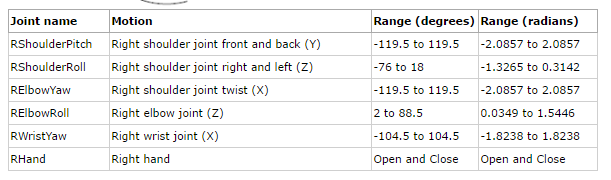 Joint name Motion Range (degrees) Range (radians)
RShoulderPitch Right shoulder joint front and back (Y) -119.5 to 119.5 -2.0857 to 2.0857
RShoulderRoll Right shoulder joint right and left (Z) -76 to 18 -1.3265 to 0.3142
RElbowYaw Right shoulder joint twist (X) -119.5 to 119.5 -2.0857 to 2.0857
RElbowRoll Right elbow joint (Z) 2 to 88.5 0.0349 to 1.5446
RWristYaw Right wrist joint (X) -104.5 to 104.5 -1.8238 to 1.8238
RHand Right hand Open and Close Open and Close